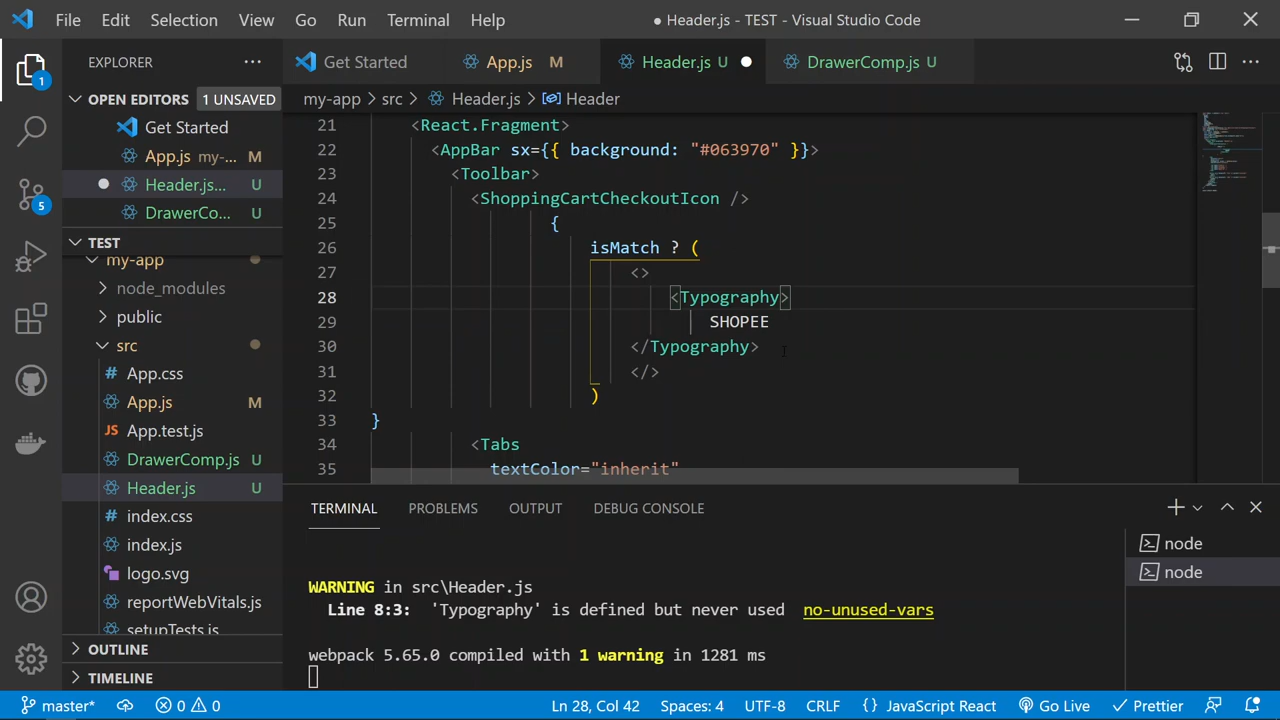 File Edit Selection View Go Run Terminal Help
● Header.js - TEST - Visual Studio Code
EXPLORER
OPEN EDITORS 1 UNSAVED
Get Started
App.js my-... M
Header.js... U
DrawerCo... U
TEST
my-app
node_modules
public
src
App.css
App.js M
App.test.js
DrawerComp.js U
Header.js U
index.css
index.js
logo.svg
reportWebVitals.js
setupTests.js
OUTLINE
TIMELINE
1
5
Get Started App.js M Header.js U DrawerComp.js U
my-app > src > Header.js > Header
21 <React.Fragment>
22 <AppBar sx={{ background: "#063970" }}>
23 <Toolbar>
24 <ShoppingCartCheckoutIcon />
25 {
26 isMatch ? (
27 <>
28 <Typography>
29 SHOPEE
30 </Typography>
31 </>
32 )
33 }
34 <Tabs
35 textColor="inherit"
TERMINAL PROBLEMS OUTPUT DEBUG CONSOLE
WARNING in src\Header.js
Line 8:3: 'Typography' is defined but never used no-unused-vars
webpack 5.65.0 compiled with 1 warning in 1281 ms
node
node
master* 0 0 Ln 28, Col 42 Spaces: 4 UTF-8 CRLF {} JavaScript React Go Live Prettier